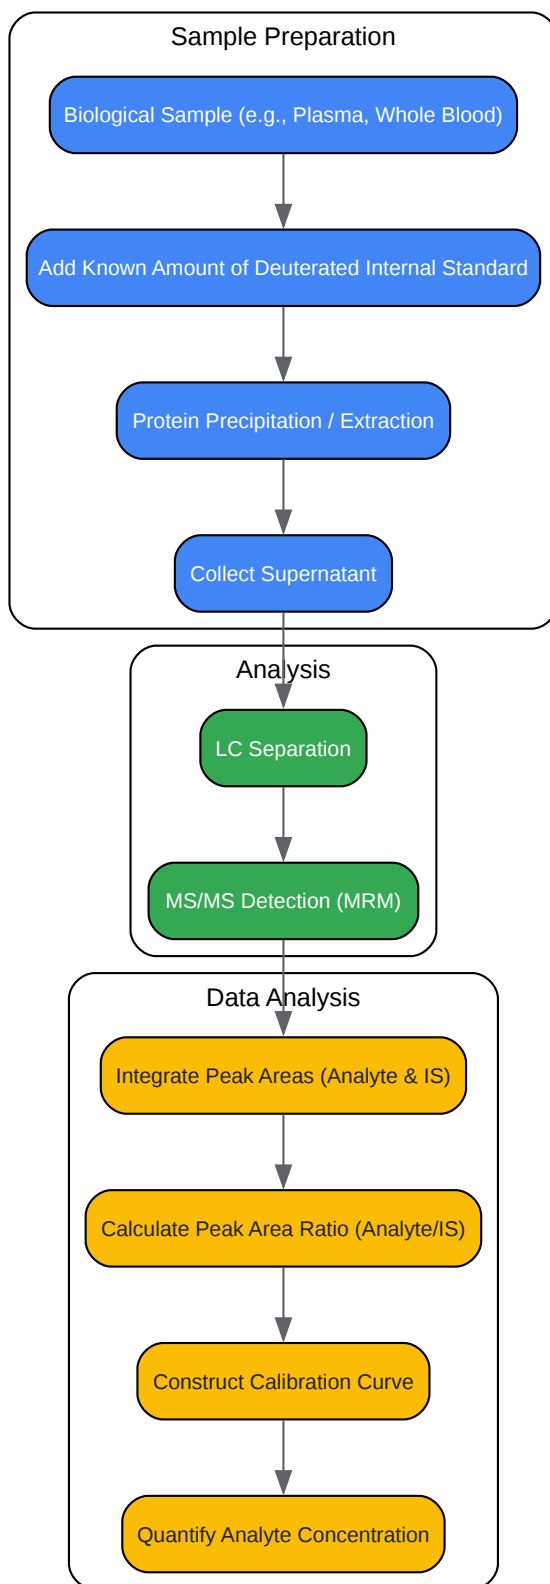 Sample Preparation
Biological Sample (e.g., Plasma, Whole Blood)
Add Known Amount of Deuterated Internal Standard
Protein Precipitation / Extraction
Collect Supernatant
Analysis
LC Separation
MS/MS Detection (MRM)
Data Analysis
Integrate Peak Areas (Analyte & IS)
Calculate Peak Area Ratio (Analyte/IS)
Construct Calibration Curve
Quantify Analyte Concentration